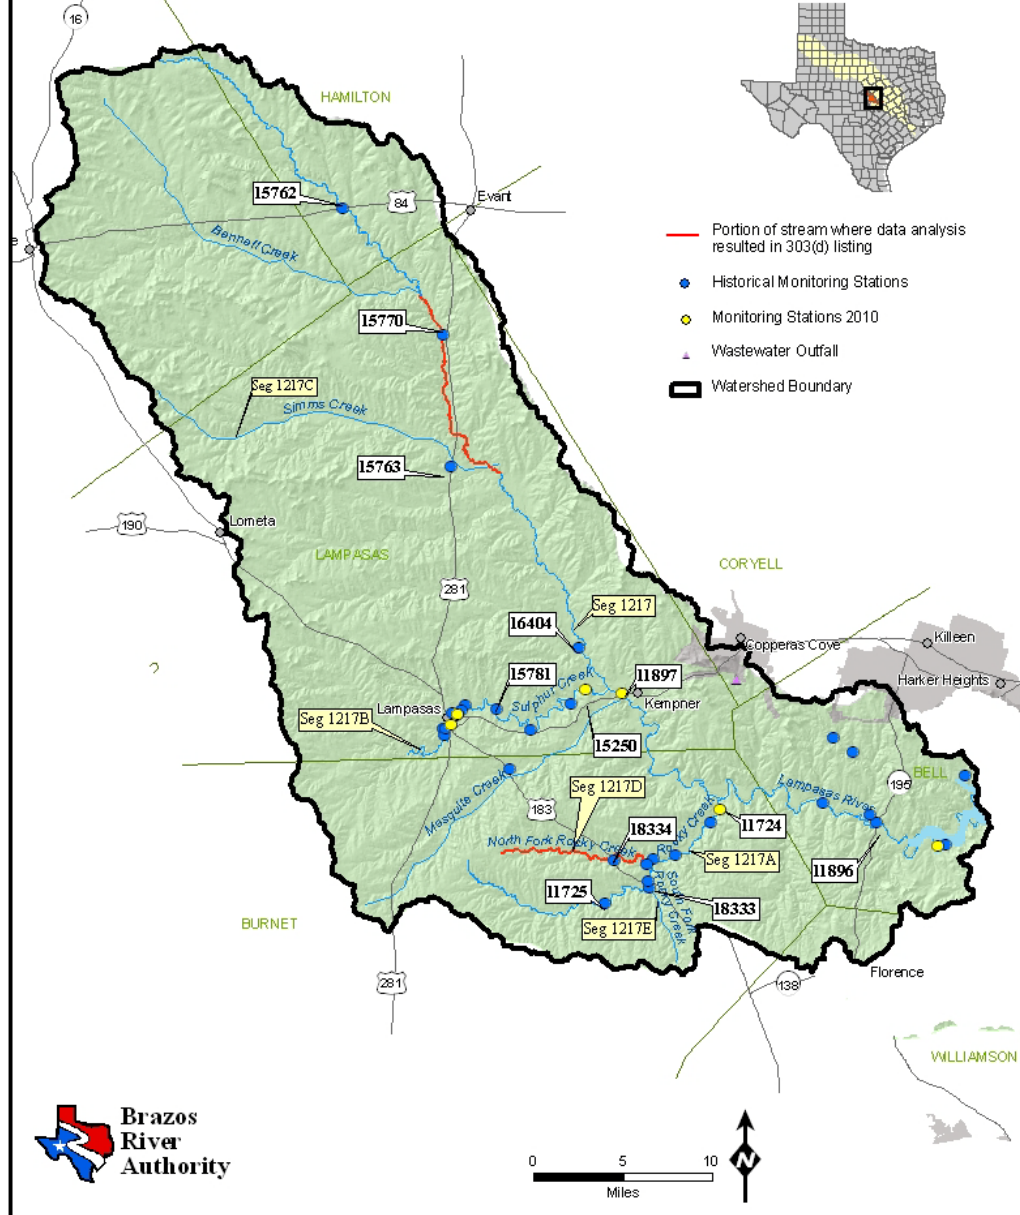 16
HAMILTON
15762
84
Evant
e
Bennett Creek
Portion of stream where data analysis
resulted in 303(d) listing
Historical Monitoring Stations
Monitoring Stations 2010
Wastewater Outfall
Watershed Boundary
15770
Seg 1217C
Simms Creek
15763
190
Lometa
LAMPASAS
CORYELL
281
Seg 1217
16404
Copperas Cove
Killeen
Harker Heights
15781
Sulphur Creek
11897
Kempner
Lampasas
Seg 1217B
15250
BELL
195
Lampasas River
Mesquite Creek
Seg 1217D
183
11724
North Fork Rocky Creek
18334
Rocky Creek
Seg 1217A
11896
11725
South Fork
Rocky Creek
18333
Seg 1217E
BURNET
281
138
Florence
WILLIAMSON
Brazos
River
Authority
0 5 10
Miles
N